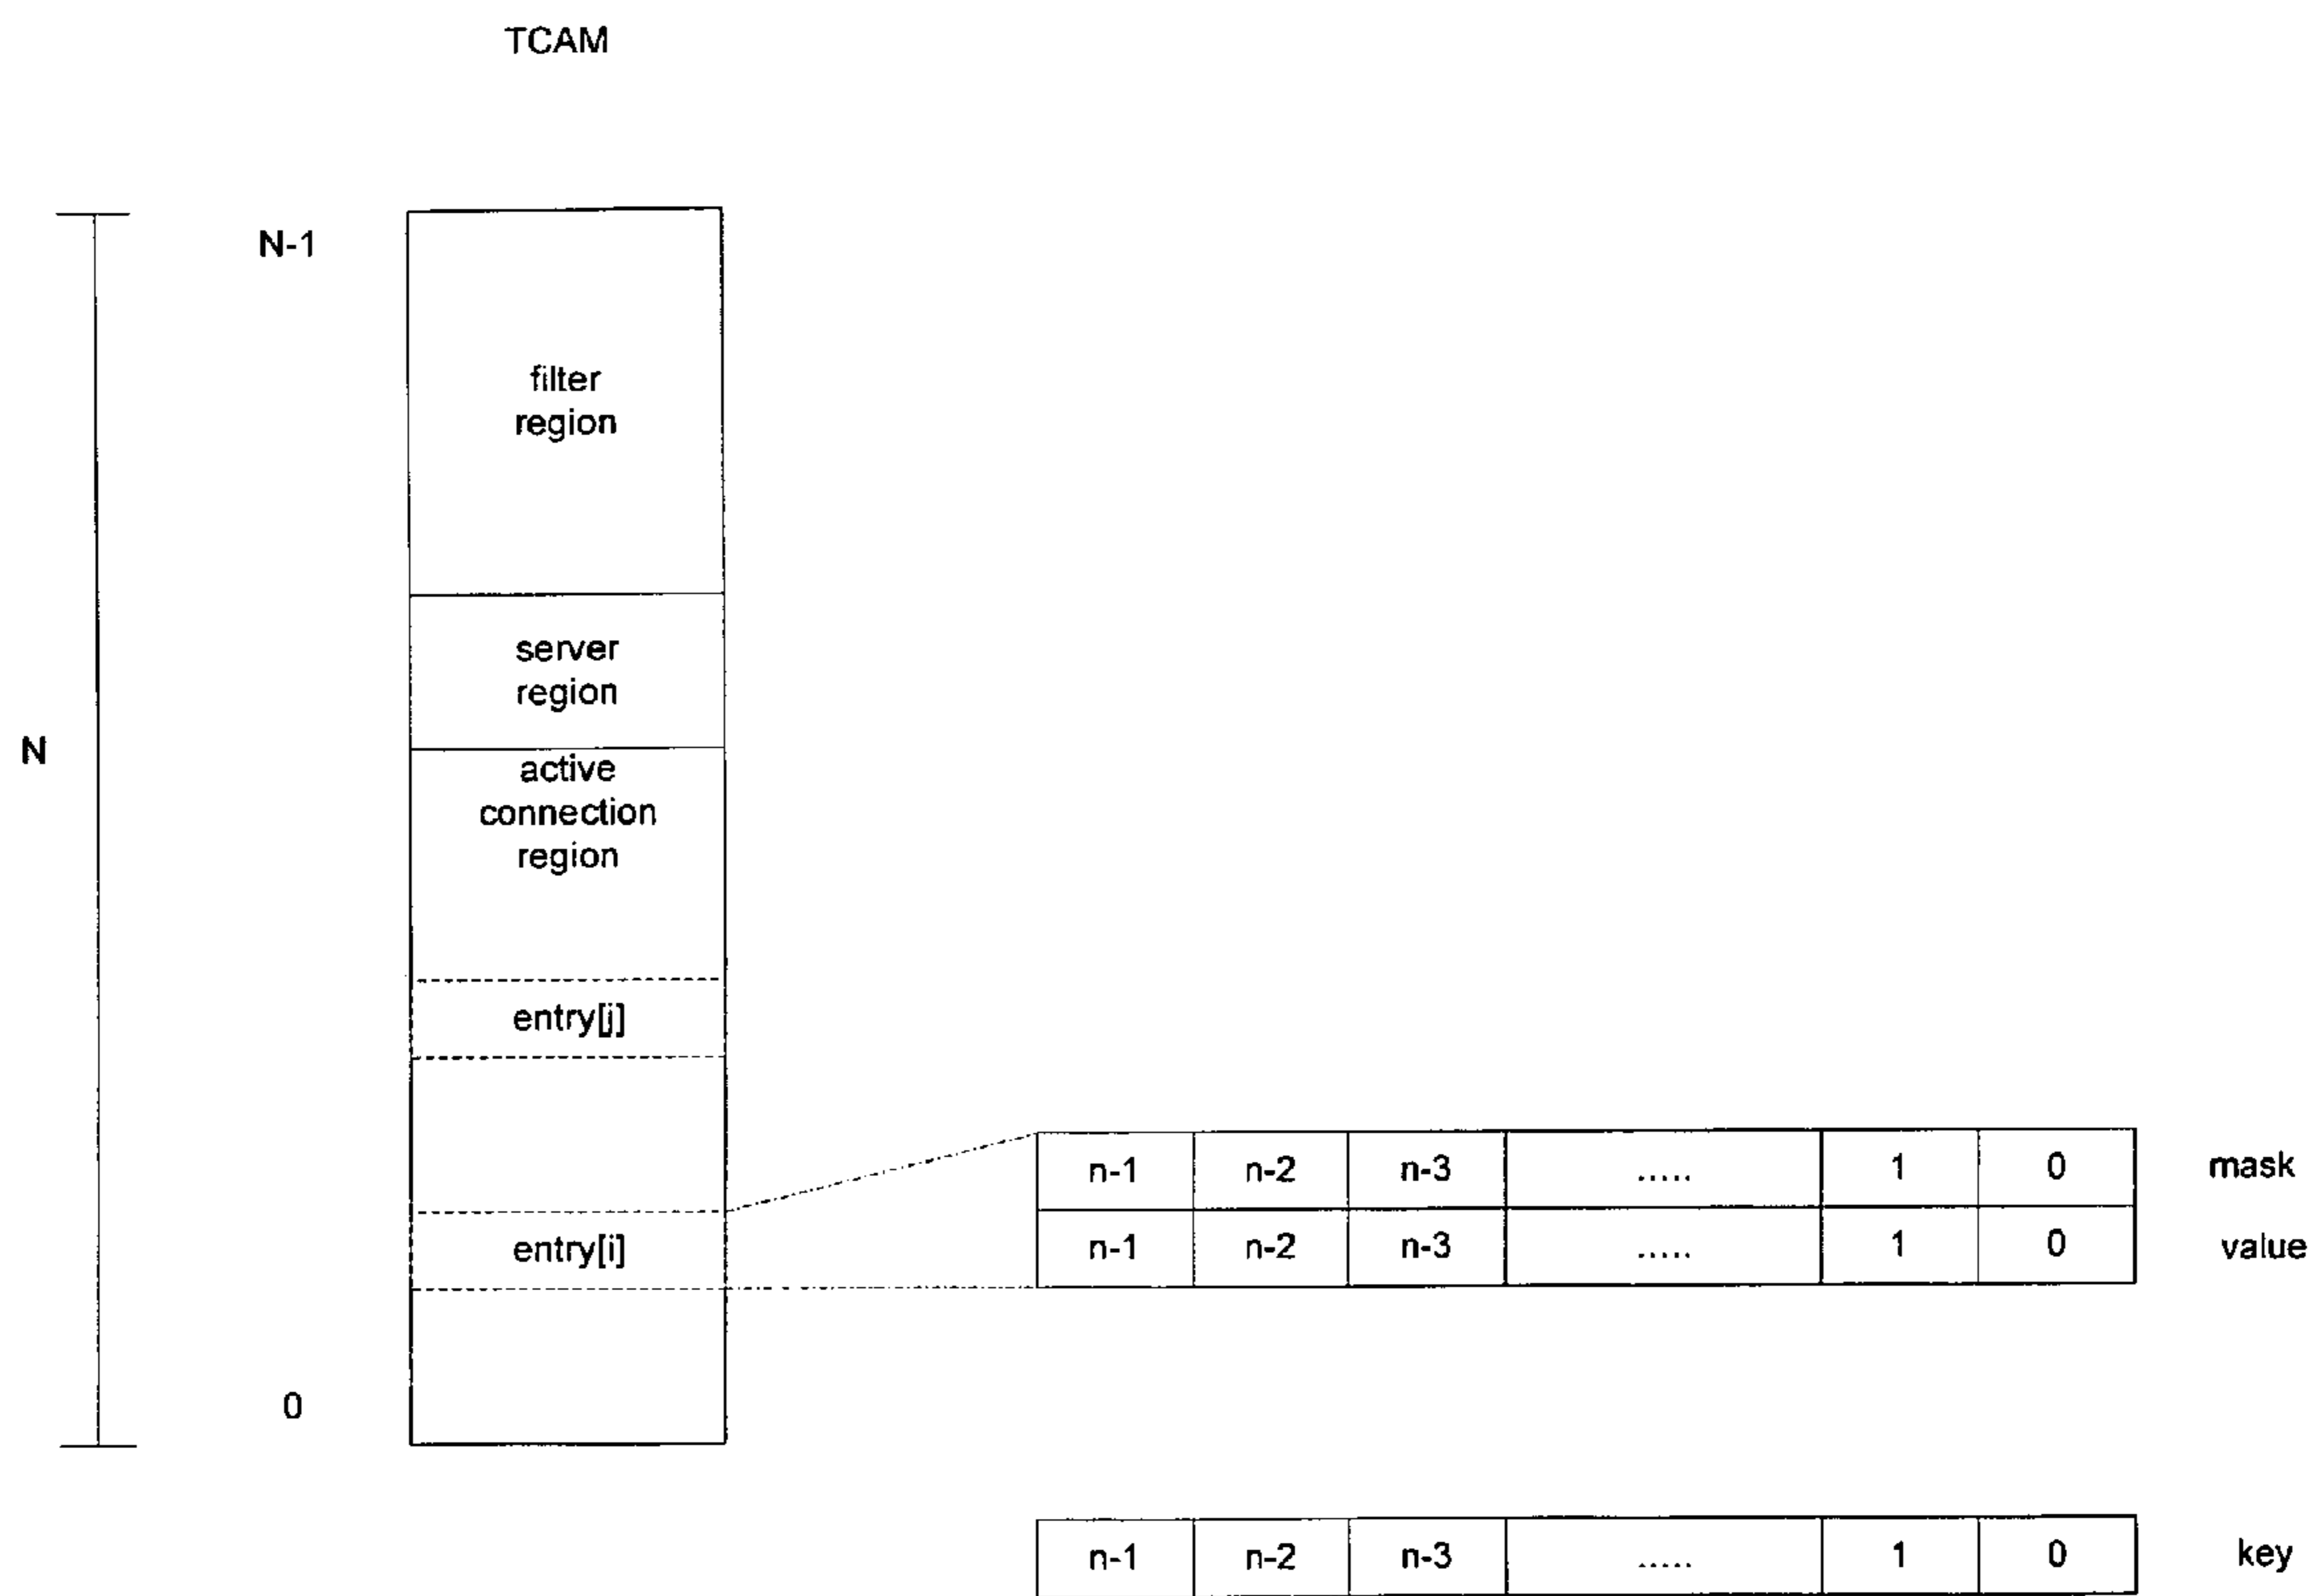 TCAM
N-1
filter
region
server
region
N
active
connection
region
entry[j]
n-1 n-2 n-3 ..... 1 0 mask
entry[i] n-1 n-2 n-3 ..... 1 0 value
0
n-1 n-2 n-3 ..... 1 0 key